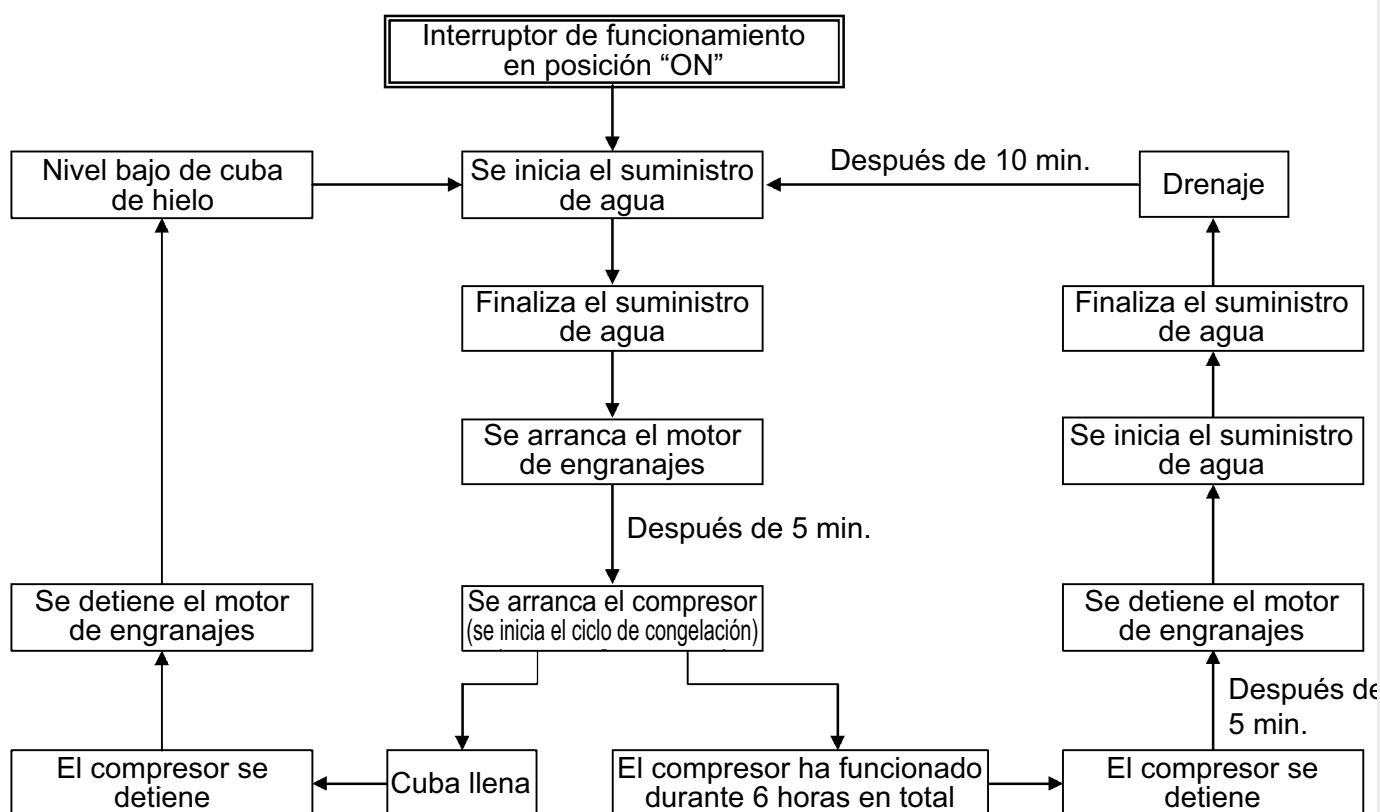 Interruptor de funcionamiento
en posición “ON”
Nivel bajo de cuba
de hielo
Se inicia el suministro
de agua
Después de 10 min.
Drenaje
Finaliza el suministro
de agua
Finaliza el suministro
de agua
Se arranca el motor
de engranajes
Se inicia el suministro
de agua
Después de 5 min.
Se detiene el motor
de engranajes
Se arranca el compresor
(se inicia el ciclo de congelación)
Se detiene el motor
de engranajes
Después de
5 min.
El compresor se
detiene
Cuba llena
El compresor ha funcionado
durante 6 horas en total
El compresor se
detiene